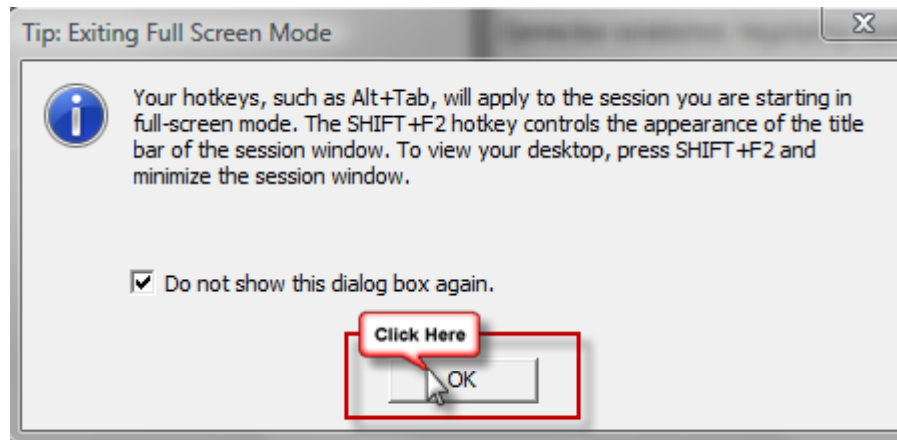 Tip: Exiting Full Screen Mode
Your hotkeys, such as Alt+Tab, will apply to the session you are starting in
full-screen mode. The SHIFT+F2 hotkey controls the appearance of the title
bar of the session window. To view your desktop, press SHIFT+F2 and
minimize the session window.
Do not show this dialog box again.
Click Here
OK